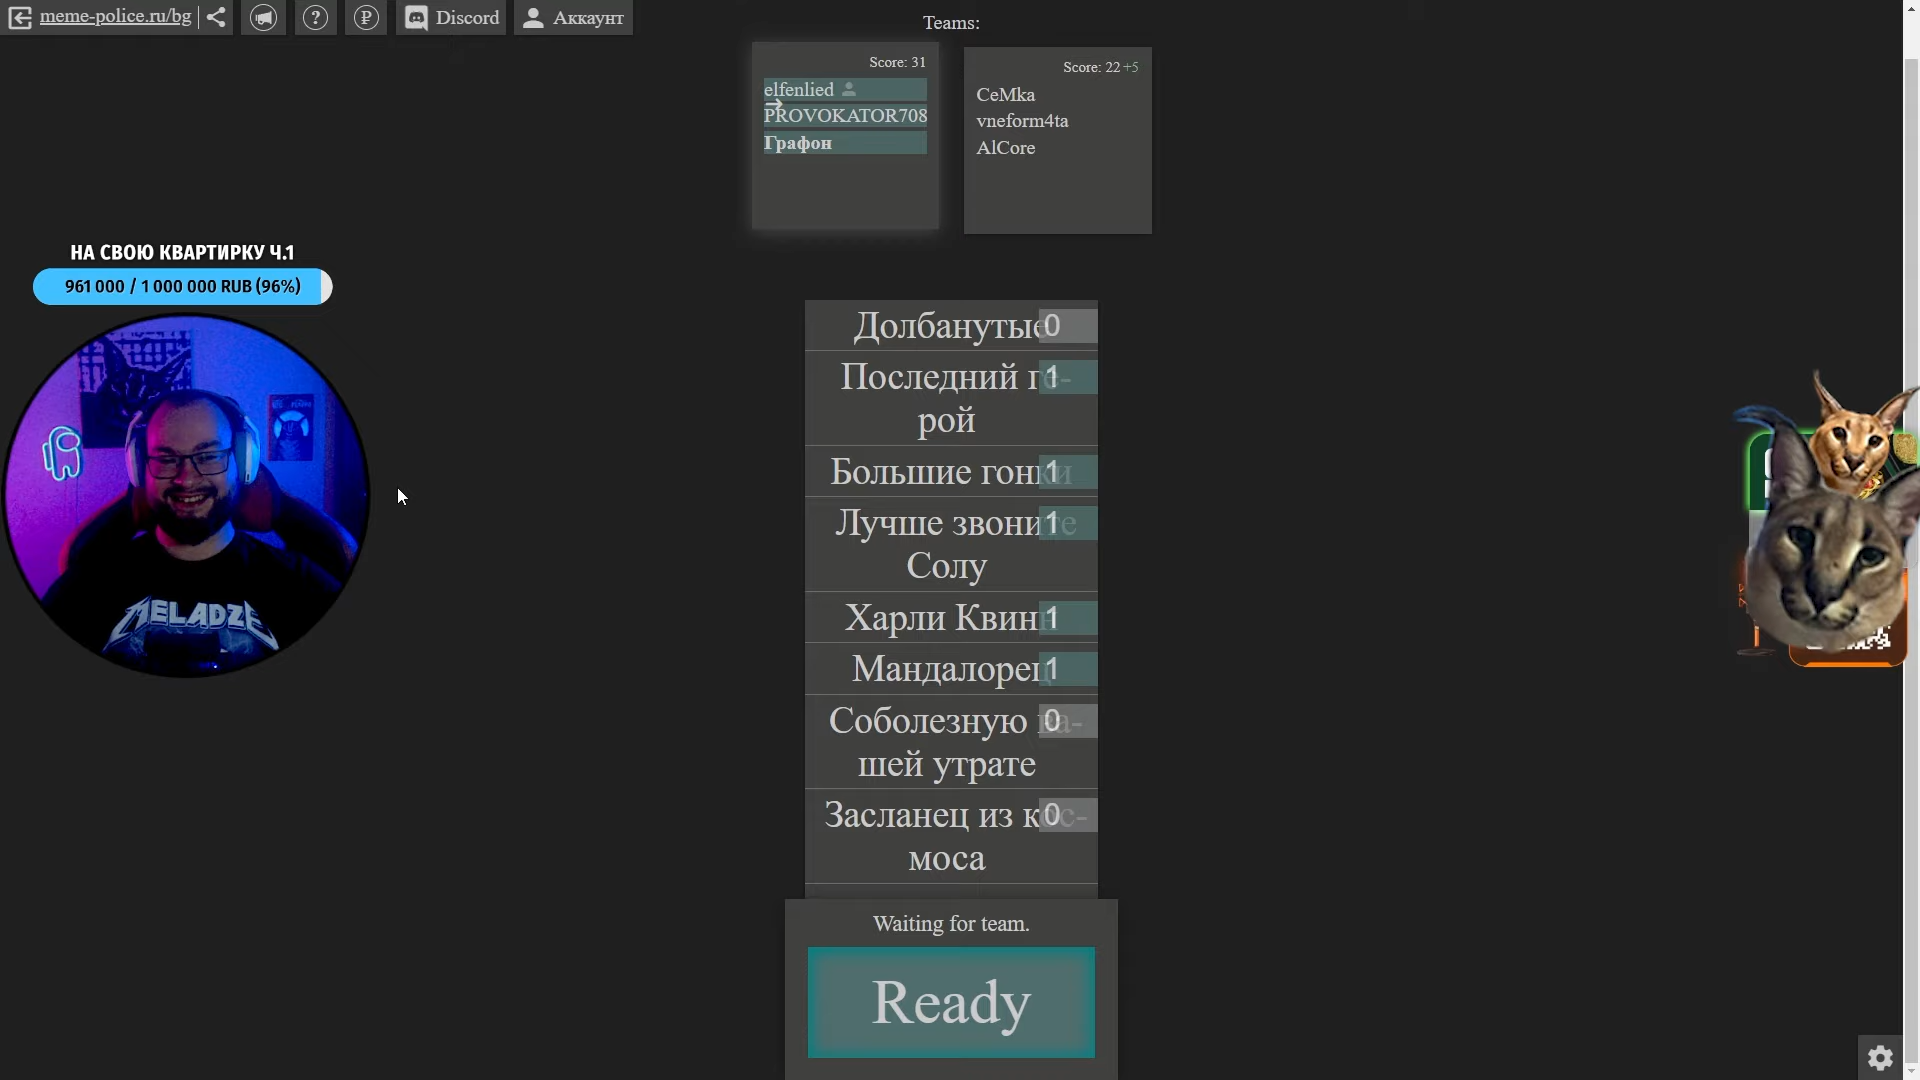 meme-police.ru/bg
Discord
Аккаунт
Teams:
Score: 31
elfenlied
PROVOKATOR708
Графон
Score: 22 +5
CeMka
vneform4ta
AlCore
НА СВОЮ КВАРТИРКУ Ч.1
961 000 / 1 000 000 RUB (96%)
MELADZE
Долбанутые 0
Последний ге- 1
рой
Большие гонки 1
Лучше звоните 1
Солу
Харли Квинн 1
Мандалорец 1
Соболезную ва- 0
шей утрате
Засланец из кос- 0
моса
Waiting for team.
Ready